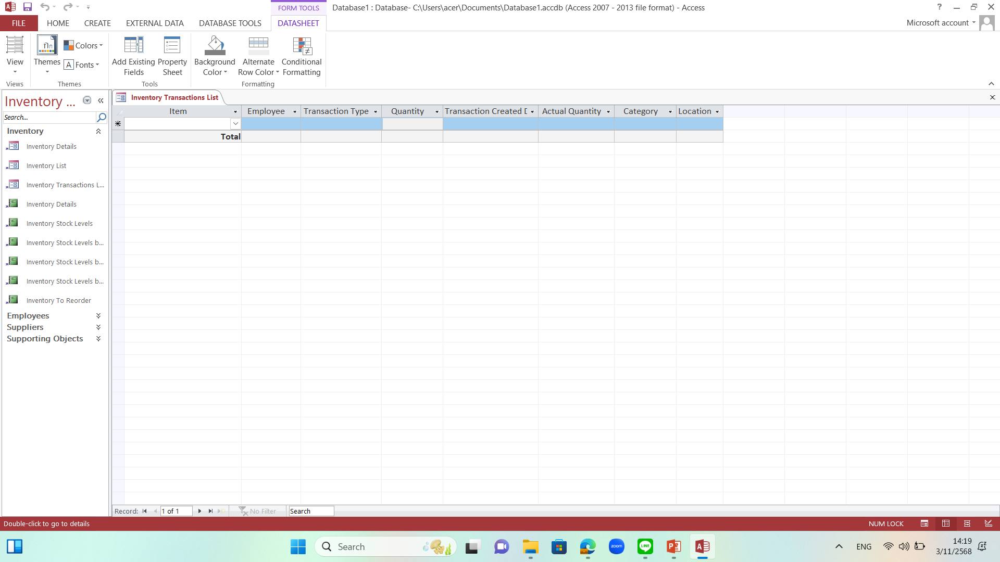 FORM TOOLS
Database1 : Database- C:\Users\acer\Documents\Database1.accdb (Access 2007 - 2013 file format) - Access
?
FILE HOME CREATE EXTERNAL DATA DATABASE TOOLS DATASHEET
Microsoft account
View
Themes
Colors
A Fonts
Add Existing Fields
Property Sheet
Background Color
Alternate Row Color
Conditional Formatting
Views
Themes
Tools
Formatting
Inventory ...
Search...
Inventory
Inventory Details
Inventory List
Inventory Transactions L...
Inventory Details
Inventory Stock Levels
Inventory Stock Levels b...
Inventory Stock Levels b...
Inventory Stock Levels b...
Inventory To Reorder
Employees
Suppliers
Supporting Objects
Inventory Transactions List
Item Employee Transaction Type Quantity Transaction Created D Actual Quantity Category Location
Total
Record: 1 of 1 No Filter Search
Double-click to go to details
NUM LOCK
Search
zoom
LINE
ENG
14:19
3/11/2568